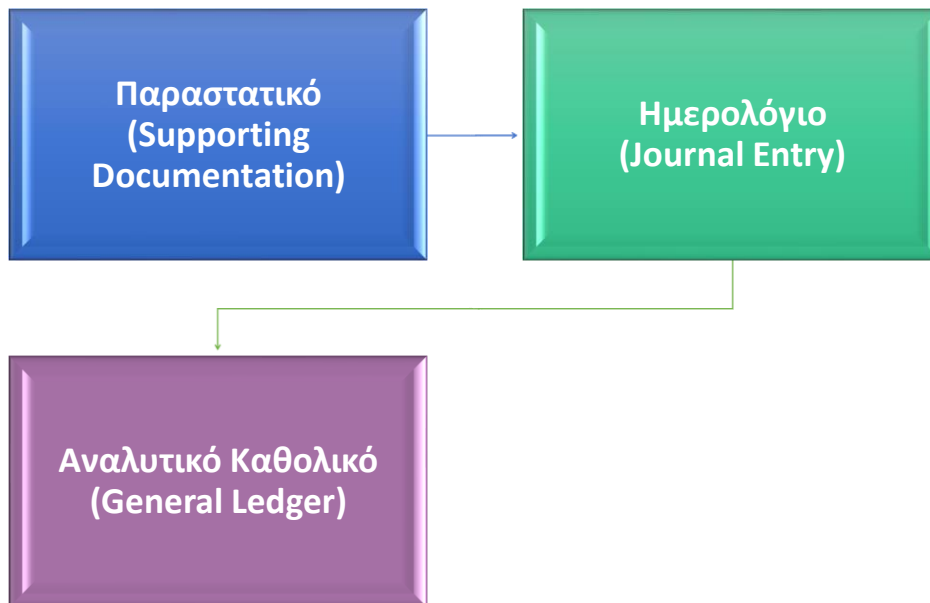 Παραστατικό
(Supporting
Documentation)
Ημερολόγιο
(Journal Entry)
Αναλυτικό Καθολικό
(General Ledger)